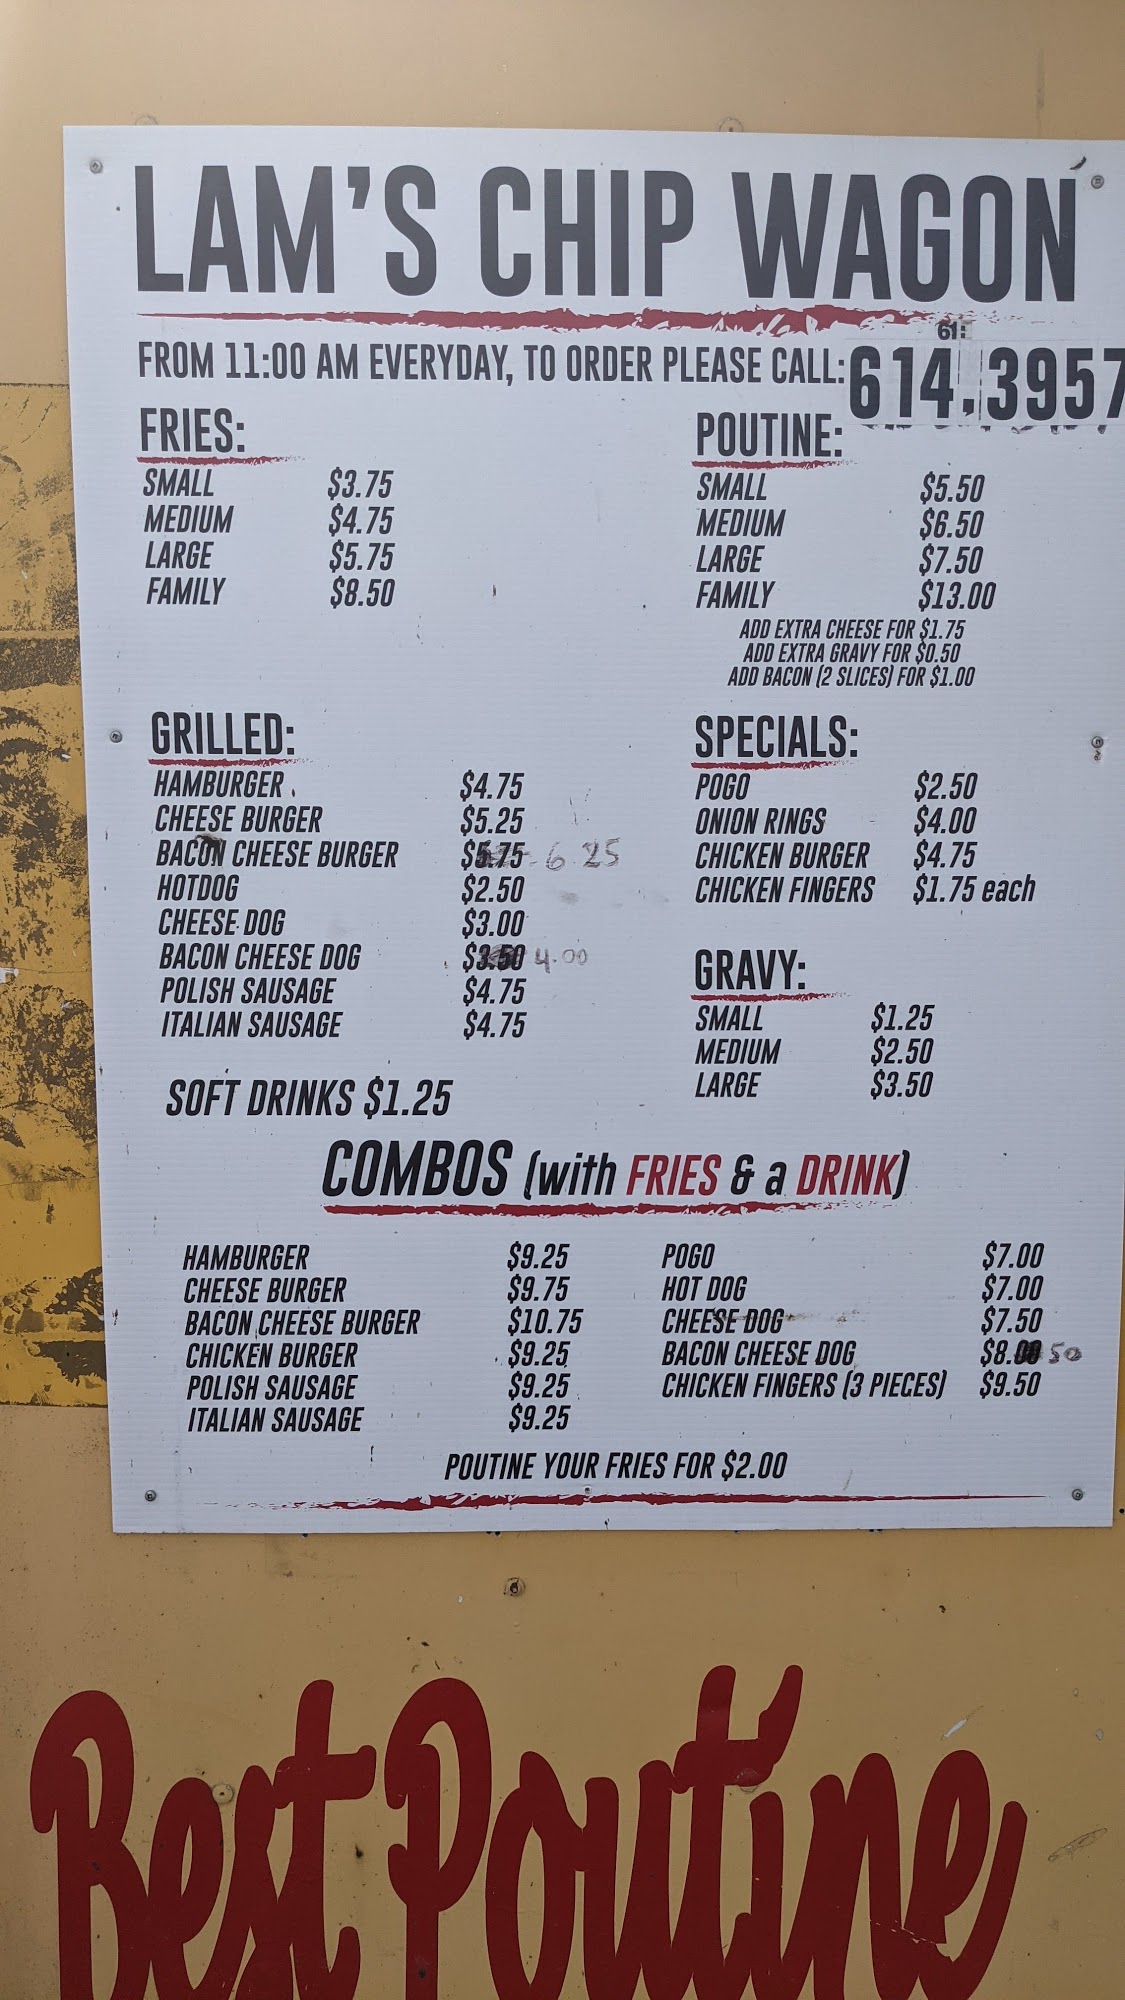 LAM'S CHIP WAGON
61:
FROM 11:00 AM EVERYDAY, TO ORDER PLEASE CALL: 614.3957
FRIES:
SMALL $3.75
MEDIUM $4.75
LARGE $5.75
FAMILY $8.50
POUTINE:
SMALL $5.50
MEDIUM $6.50
LARGE $7.50
FAMILY $13.00
ADD EXTRA CHEESE FOR $1.75
ADD EXTRA GRAVY FOR $0.50
ADD BACON (2 SLICES) FOR $1.00
GRILLED:
HAMBURGER $4.75
CHEESE BURGER $5.25
BACON CHEESE BURGER $5.75 6.25
HOTDOG $2.50
CHEESE DOG $3.00
BACON CHEESE DOG $3.50 4.00
POLISH SAUSAGE $4.75
ITALIAN SAUSAGE $4.75
SOFT DRINKS $1.25
SPECIALS:
POGO $2.50
ONION RINGS $4.00
CHICKEN BURGER $4.75
CHICKEN FINGERS $1.75 each
GRAVY:
SMALL $1.25
MEDIUM $2.50
LARGE $3.50
COMBOS (with FRIES & a DRINK)
HAMBURGER $9.25
CHEESE BURGER $9.75
BACON CHEESE BURGER $10.75
CHICKEN BURGER $9.25
POLISH SAUSAGE $9.25
ITALIAN SAUSAGE $9.25
POGO $7.00
HOT DOG $7.00
CHEESE DOG $7.50
BACON CHEESE DOG $8.00 50
CHICKEN FINGERS (3 PIECES) $9.50
POUTINE YOUR FRIES FOR $2.00
Best Poutine